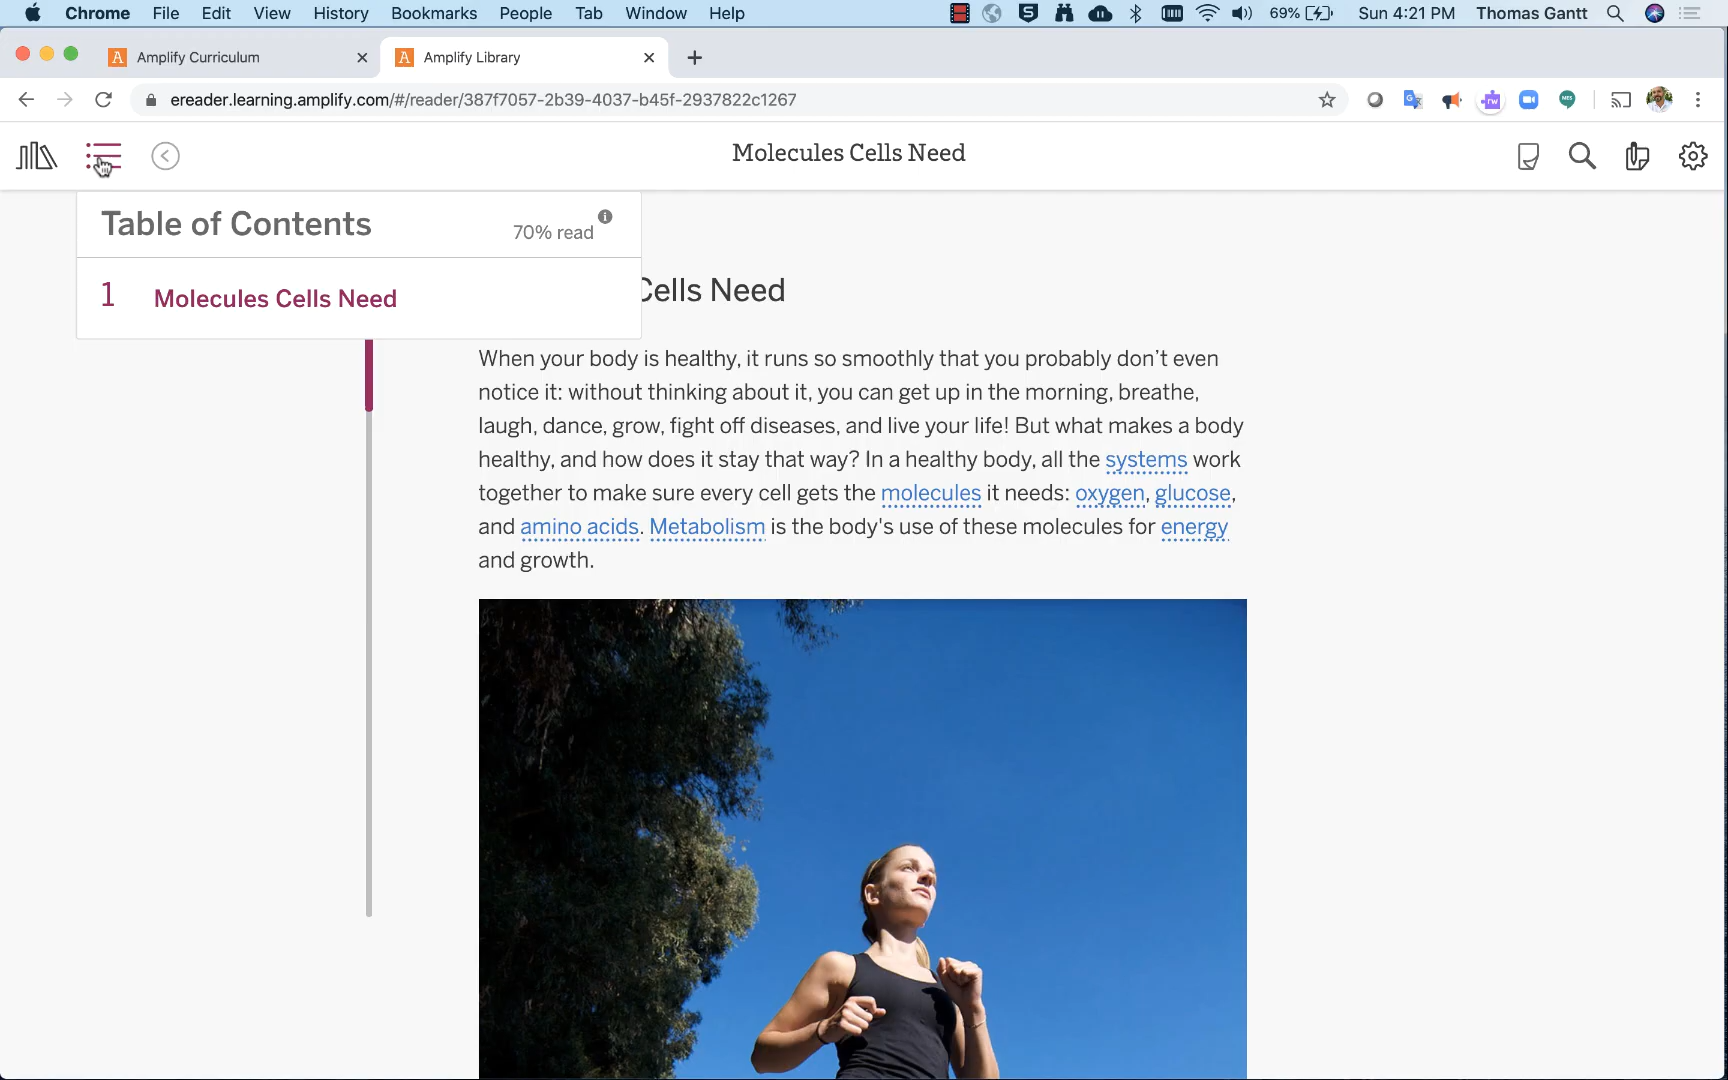 Chrome File Edit View History Bookmarks People Tab Window Help 69% Sun 4:21 PM Thomas Gantt
Amplify Curriculum
Amplify Library
ereader.learning.amplify.com/#/reader/387f7057-2b39-4037-b45f-2937822c1267
Molecules Cells Need
Table of Contents
70% read
1 Molecules Cells Need
Cells Need
When your body is healthy, it runs so smoothly that you probably don’t even
notice it: without thinking about it, you can get up in the morning, breathe,
laugh, dance, grow, fight off diseases, and live your life! But what makes a body
healthy, and how does it stay that way? In a healthy body, all the systems work
together to make sure every cell gets the molecules it needs: oxygen, glucose,
and amino acids. Metabolism is the body's use of these molecules for energy
and growth.